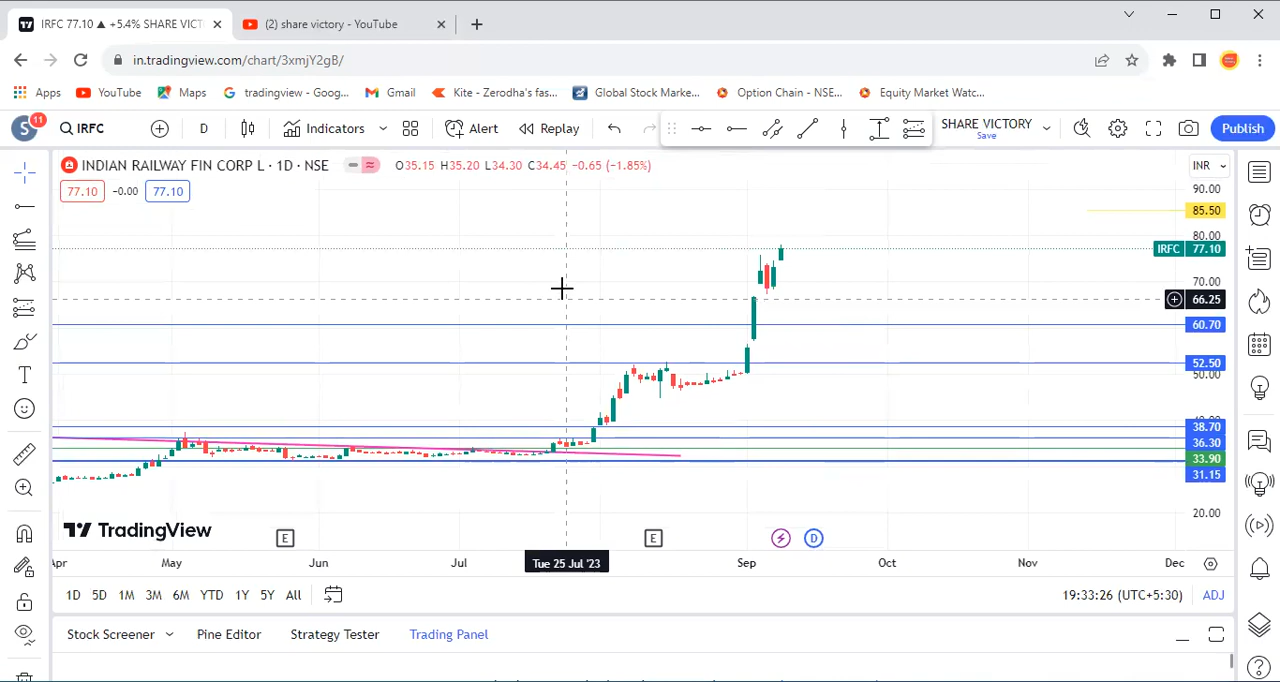 IRFC 77.10 ▲ +5.4% SHARE VICT
(2) share victory - YouTube
in.tradingview.com/chart/3xmjY2gB/
Apps YouTube Maps tradingview - Goog... Gmail Kite - Zerodha's fas... Global Stock Marke... Option Chain - NSE... Equity Market Watc...
S 11 IRFC D Indicators Alert Replay SHARE VICTORY Save Publish
INDIAN RAILWAY FIN CORP L · 1D · NSE O35.15 H35.20 L34.30 C34.45 -0.65 (-1.85%) INR
77.10 -0.00 77.10
90.00
85.50
80.00
IRFC 77.10
70.00
66.25
60.70
52.50
50.00
40.00
38.70
36.30
33.90
31.15
20.00
TradingView
E E D
Apr May Jun Jul Tue 25 Jul '23 Sep Oct Nov Dec
1D 5D 1M 3M 6M YTD 1Y 5Y All 19:33:26 (UTC+5:30) ADJ
Stock Screener Pine Editor Strategy Tester Trading Panel